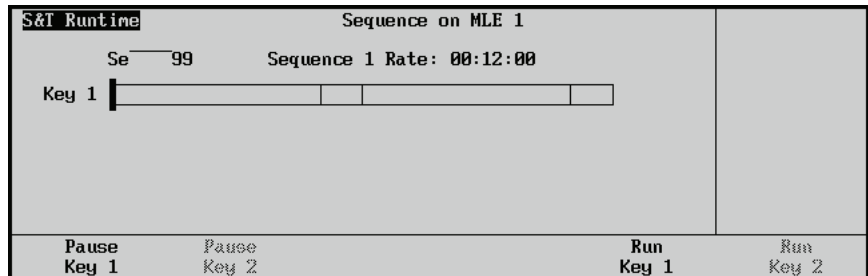 S&T Runtime
Sequence on MLE 1
Se‾‾‾99
Sequence 1 Rate: 00:12:00
Key 1
Pause Key 1
Pause Key 2
Run Key 1
Run Key 2